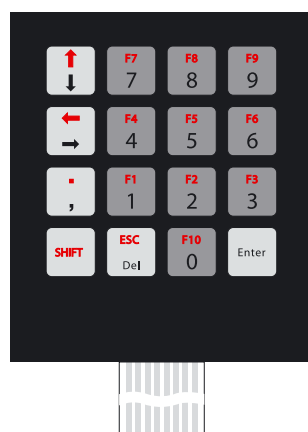 ↑ F7 F8 F9
↓ 7 8 9
← F4 F5 F6
→ 4 5 6
. F1 F2 F3
, 1 2 3
SHIFT ESC F10 Enter
Del 0